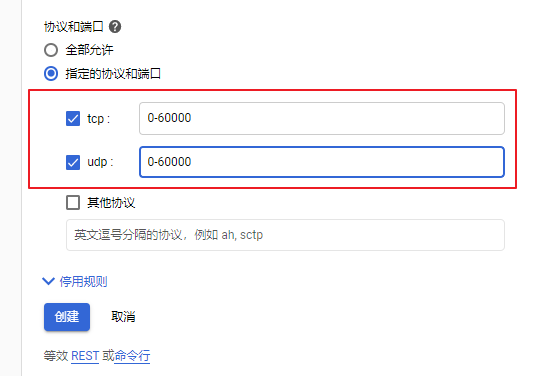 协议和端口
全部允许
指定的协议和端口
tcp : 0-60000
udp : 0-60000
其他协议
英文逗号分隔的协议，例如 ah, sctp
停用规则
创建 取消
等效 REST 或命令行